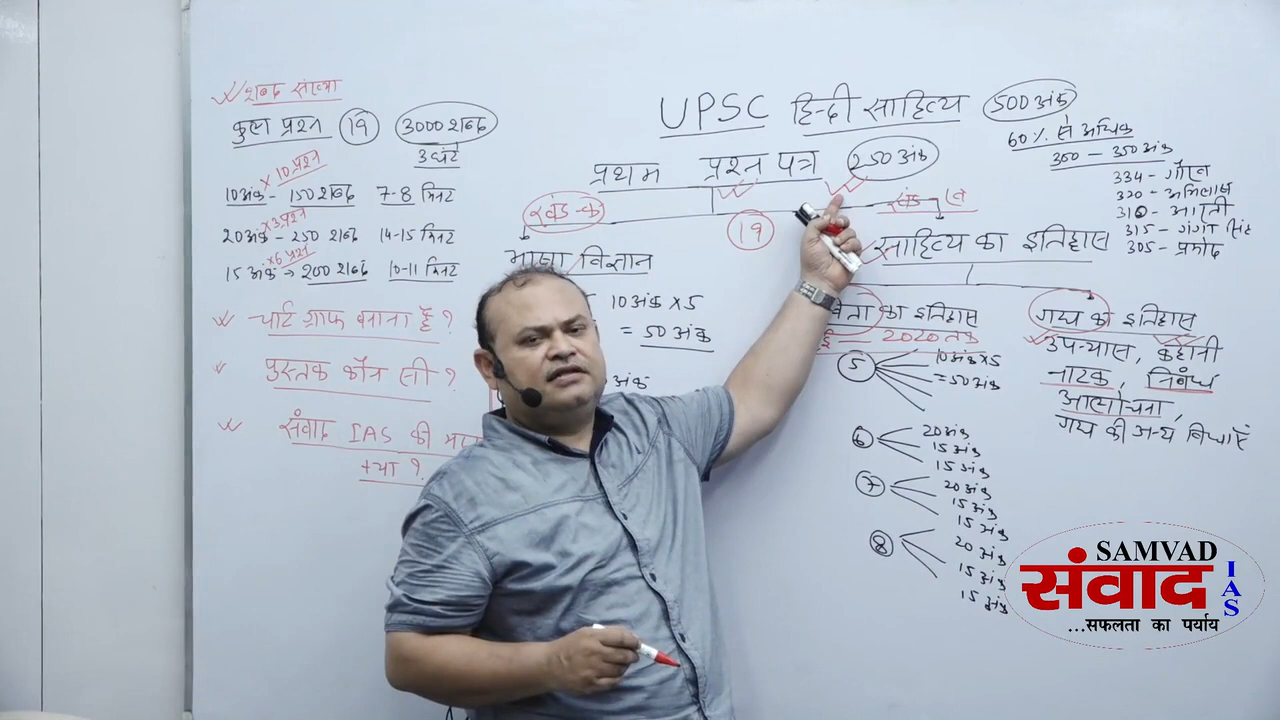 शब्द संख्या
कुल प्रश्न 19 3000 शब्द
3 घंटे
× 10 प्रश्न
10 अंक - 150 शब्द 7-8 मिनट
× 3 प्रश्न
20 अंक - 250 शब्द 14-15 मिनट
× 6 प्रश्न
15 अंक → 200 शब्द 10-11 मिनट
चार्ट ग्राफ बनाना है ?
पुस्तक कौन सी ?
संवाद IAS की
क्या ?
UPSC हिन्दी साहित्य 500 अंक
प्रथम प्रश्न पत्र 250 अंक
खंड-क 19 खंड ख
भाषा विज्ञान
10 अंक × 5
= 50 अंक
अंक
साहित्य का इतिहास
का इतिहास
2020 तक
5 10 अंक × 5
= 50 अंक
6 20 अंक
15 अंक
15 अंक
7 20 अंक
15 अंक
15 अंक
8 20 अंक
15 अंक
15 अंक
गद्य का इतिहास
उपन्यास, कहानी
नाटक, निबंध
आलोचना,
गद्य की अन्य विधाएँ
60% से अधिक
300 - 350 अंक
334 - गौरव
320 - अभिलाष
310 - आरती
315 - गंगा सिंह
305 - प्रमोद
SAMVAD
संवाद IAS
...सफलता का पर्याय